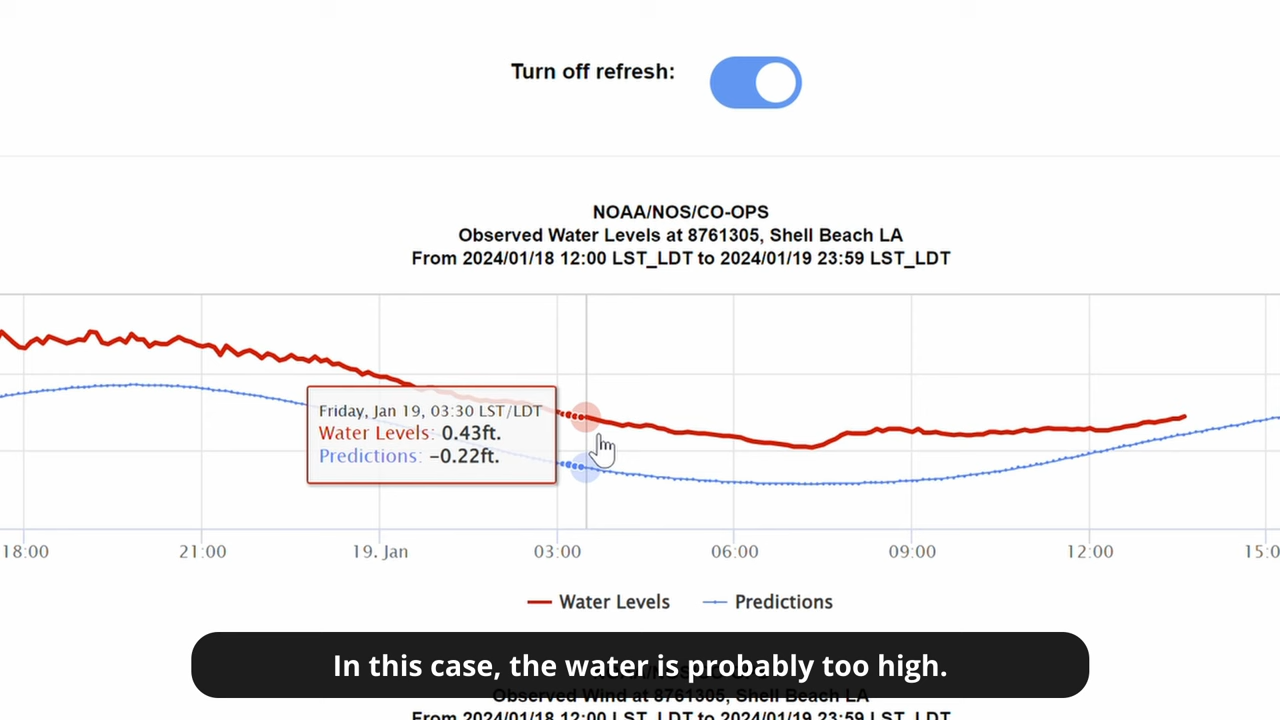 Turn off refresh:
NOAA/NOS/CO-OPS
Observed Water Levels at 8761305, Shell Beach LA
From 2024/01/18 12:00 LST_LDT to 2024/01/19 23:59 LST_LDT
Friday, Jan 19, 03:30 LST/LDT
Water Levels: 0.43ft.
Predictions: −0.22ft.
18:00 21:00 19. Jan 03:00 06:00 09:00 12:00 15:0
Water Levels Predictions
In this case, the water is probably too high.
Observed Wind at 8761305, Shell Beach LA
From 2024/01/18 12:00 LST_LDT to 2024/01/19 23:59 LST_LDT